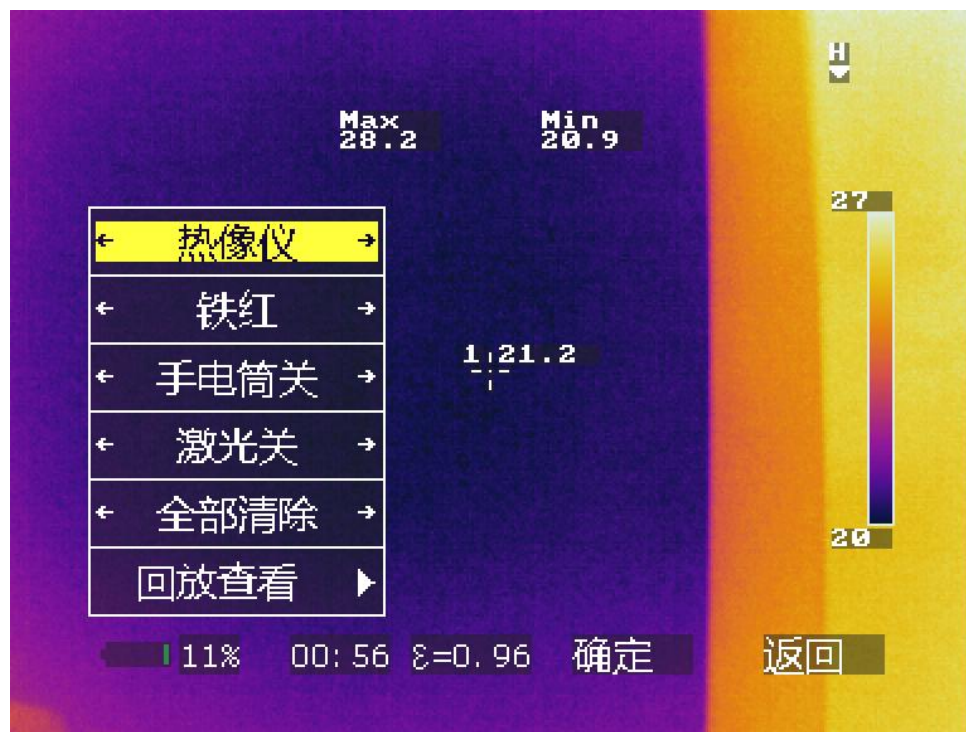 H
Max Min
28.2 20.9
27
热像仪
铁红
1 21.2
手电筒关
激光关
全部清除
20
回放查看
11% 00:56 ε=0.96 确定 返回